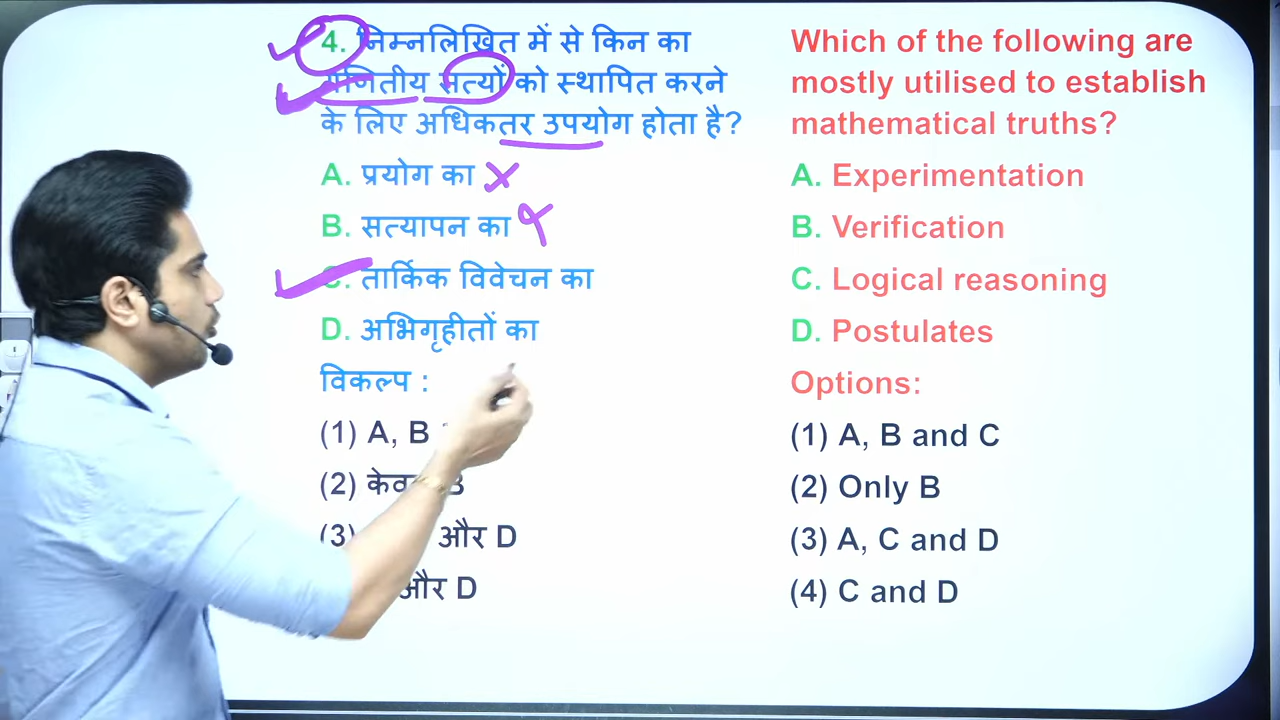 4. निम्नलिखित में से किन का
गणितीय सत्यों को स्थापित करने
के लिए अधिकतर उपयोग होता है?
A. प्रयोग का
B. सत्यापन का
C. तार्किक विवेचन का
D. अभिगृहीतों का
विकल्प :
(1) A, B
(2) B
(3) और D
और D
Which of the following are
mostly utilised to establish
mathematical truths?
A. Experimentation
B. Verification
C. Logical reasoning
D. Postulates
Options:
(1) A, B and C
(2) Only B
(3) A, C and D
(4) C and D